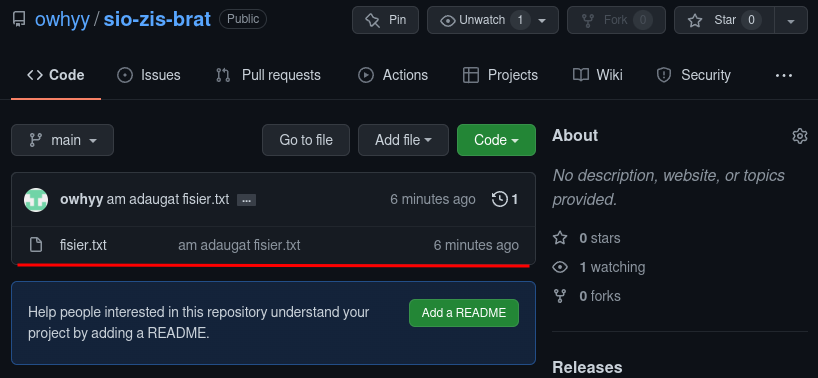 owhyy / sio-zis-brat Public Pin Unwatch 1 Fork 0 Star 0
Code Issues Pull requests Actions Projects Wiki Security ...
main Go to file Add file Code
owhyy am adaugat fisier.txt ... 6 minutes ago 1
fisier.txt am adaugat fisier.txt 6 minutes ago
Help people interested in this repository understand your
project by adding a README.
Add a README
About
No description, website, or topics
provided.
0 stars
1 watching
0 forks
Releases